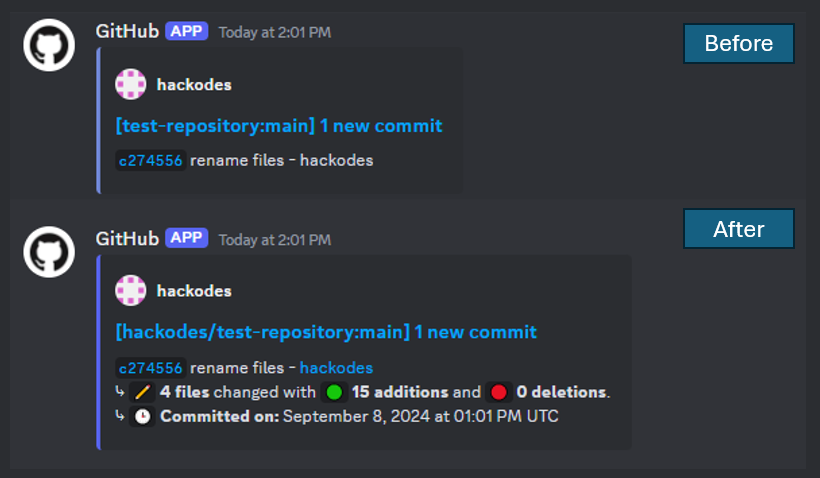 GitHub APP Today at 2:01 PM
Before
hackodes
[test-repository:main] 1 new commit
c274556 rename files - hackodes
GitHub APP Today at 2:01 PM
After
hackodes
[hackodes/test-repository:main] 1 new commit
c274556 rename files - hackodes
↳ 4 files changed with 15 additions and 0 deletions.
↳ Committed on: September 8, 2024 at 01:01 PM UTC